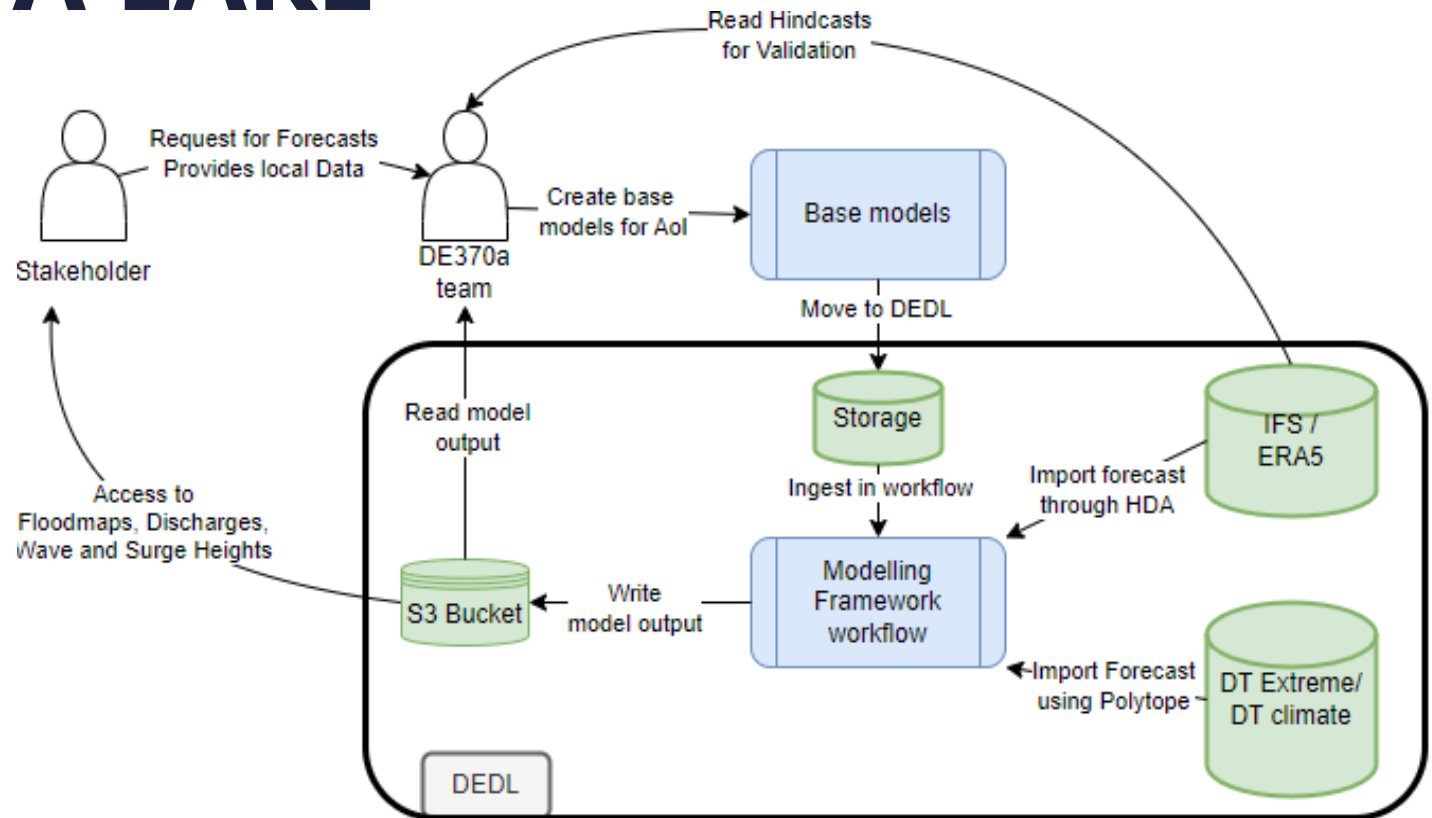 A LAKE
Read Hindcasts
for Validation
Request for Forecasts
Provides local Data
Stakeholder
DE370a
team
Create base
models for AoI
Base models
Move to DEDL
Storage
Ingest in workflow
IFS /
ERA5
Import forecast
through HDA
Read model
output
Access to
Floodmaps, Discharges,
Wave and Surge Heights
S3 Bucket
Write
model output
Modelling
Framework
workflow
Import Forecast
using Polytope
DT Extreme/
DT climate
DEDL